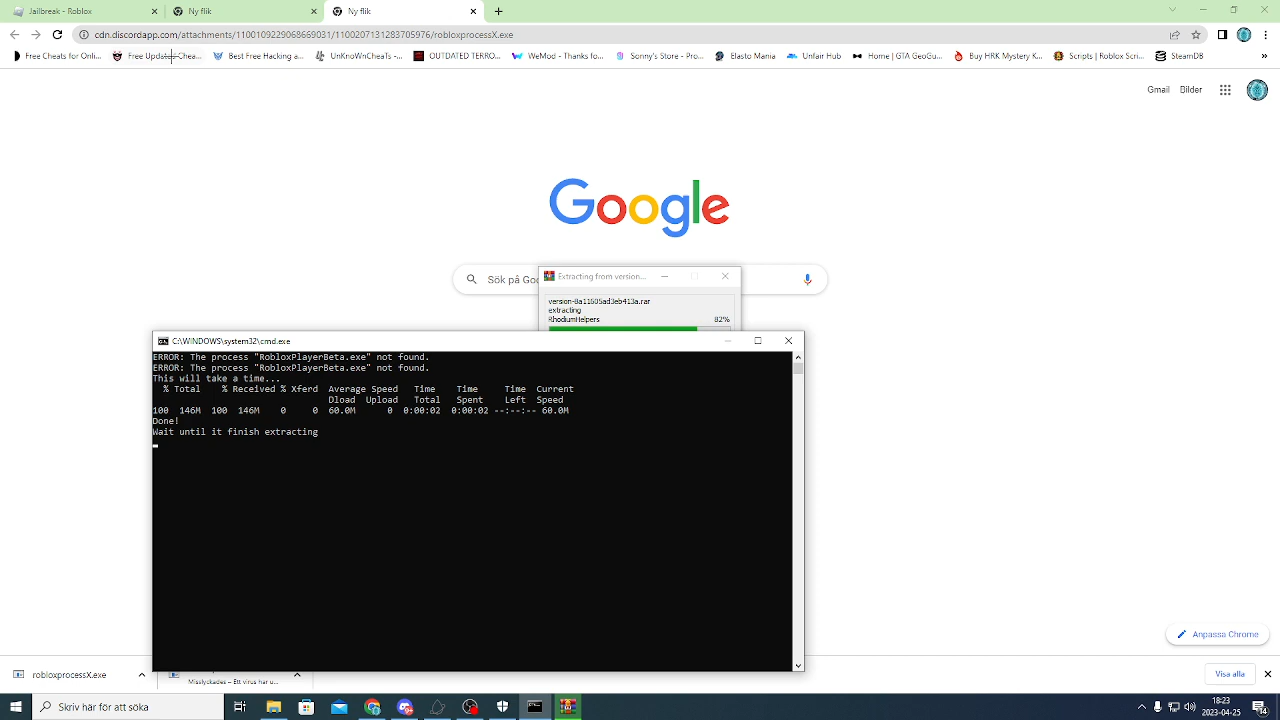 Jailbreak - Roblox
Ny flik
Ny flik
cdn.discordapp.com/attachments/1100109229068669031/1100207131283705976/robloxprocessX.exe
Free Cheats for Onl...
Free Updated Chea...
Best Free Hacking a...
UnKnoWnCheaTs -...
OUTDATED TERRO...
WeMod - Thanks fo...
Sonny's Store - Pro...
Elasto Mania
Unfair Hub
Home | GTA GeoGu...
Buy HRK Mystery K...
Scripts | Roblox Scri...
SteamDB
»
Gmail
Bilder
Google
Sök på Goo
Extracting from version...
version-8a11605ad3eb413a.rar
extracting
RhodiumHelpers 82%
C:\WINDOWS\system32\cmd.exe
ERROR: The process "RobloxPlayerBeta.exe" not found.
ERROR: The process "RobloxPlayerBeta.exe" not found.
This will take a time...
% Total % Received % Xferd Average Speed Time Time Time Current
Dload Upload Total Spent Left Speed
100 146M 100 146M 0 0 60.0M 0 0:00:02 0:00:02 --:--:-- 60.0M
Done!
Wait until it finish extracting
Anpassa Chrome
Misslyckades – Ett virus har u...
Visa alla
Skriv här för att söka
18:23
2023-04-25